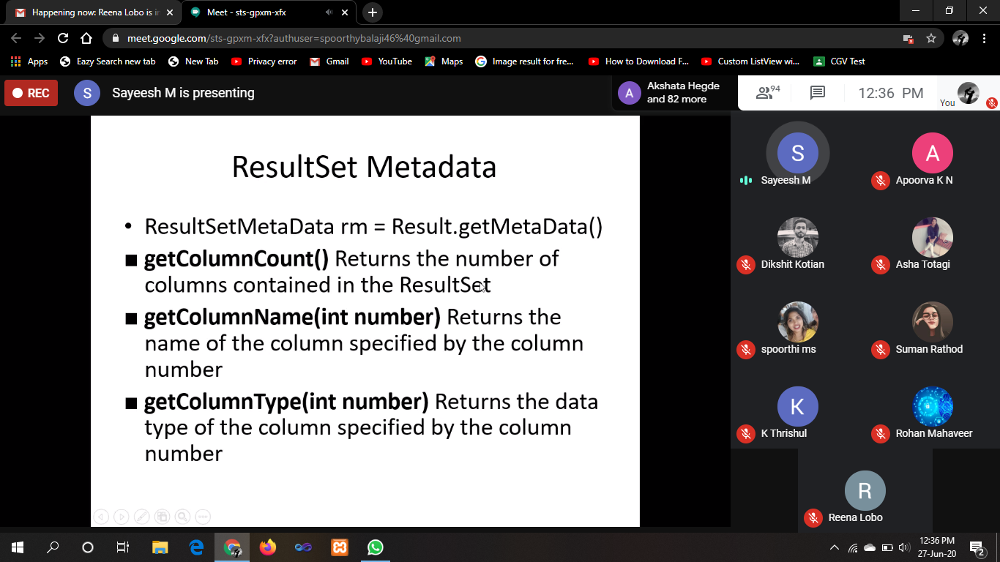 Happening now: Reena Lobo is in
Meet - sts-gpxm-xfx
meet.google.com/sts-gpxm-xfx?authuser=spoorthybalaji46%40gmail.com
Apps
Eazy Search new tab
New Tab
Privacy error
Gmail
YouTube
Maps
Image result for fre...
How to Download F...
Custom ListView wi...
CGV Test
REC
S
Sayeesh M is presenting
A
Akshata Hegde
and 82 more
94
12:36 PM
You
ResultSet Metadata
• ResultSetMetaData rm = Result.getMetaData()
■ getColumnCount() Returns the number of
columns contained in the ResultSet
■ getColumnName(int number) Returns the
name of the column specified by the column
number
■ getColumnType(int number) Returns the data
type of the column specified by the column
number
S
Sayeesh M
A
Apoorva K N
Dikshit Kotian
Asha Totagi
spoorthi ms
Suman Rathod
K
K Thrishul
Rohan Mahaveer
R
Reena Lobo
12:36 PM
27-Jun-20
2